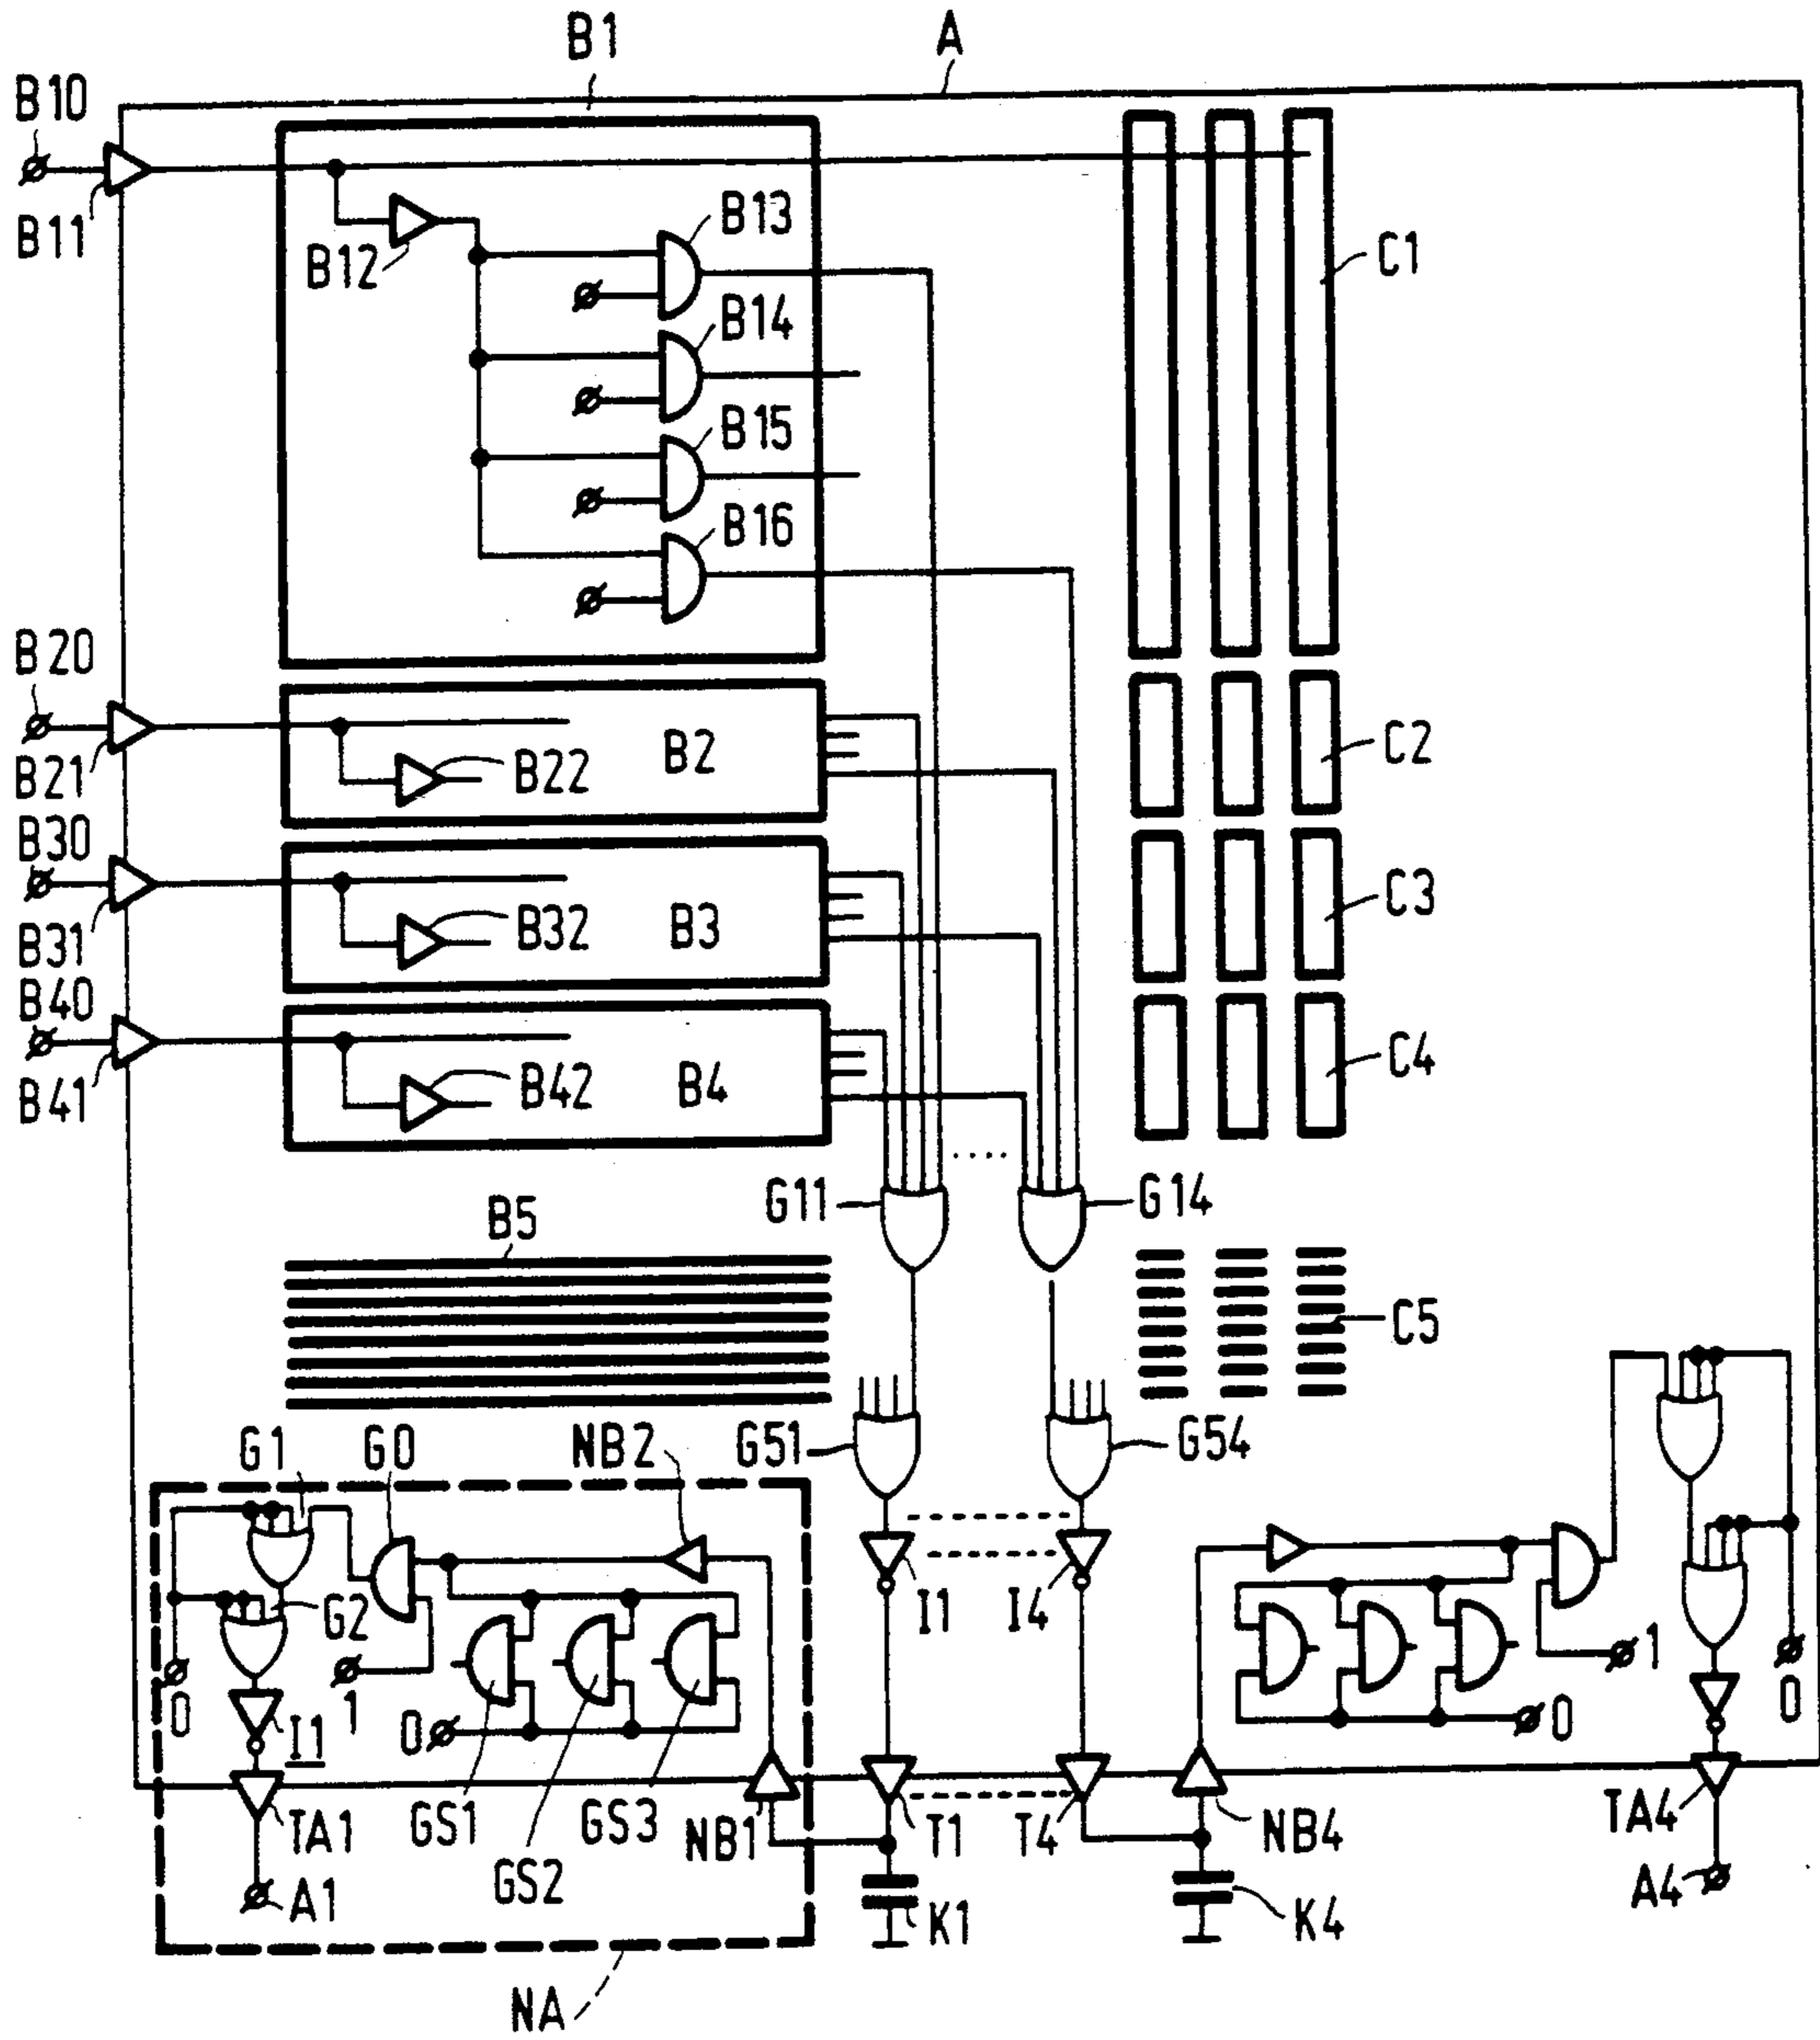 B1 A
B10
B11
B12
B13
B14
B15
B16
C1
B20
B21
B22 B2
C2
B30
B31
B32 B3
C3
B40
B41
B42 B4
C4
G11 G14
B5
C5
G1 G0 NB2 G51 G54
G2
I1 I4
0 1 0
I1
1 0 0
TA1 GS1 GS2 GS3 NB1 T1 T4 NB4 TA4
A1 K1 K4 A4
NA